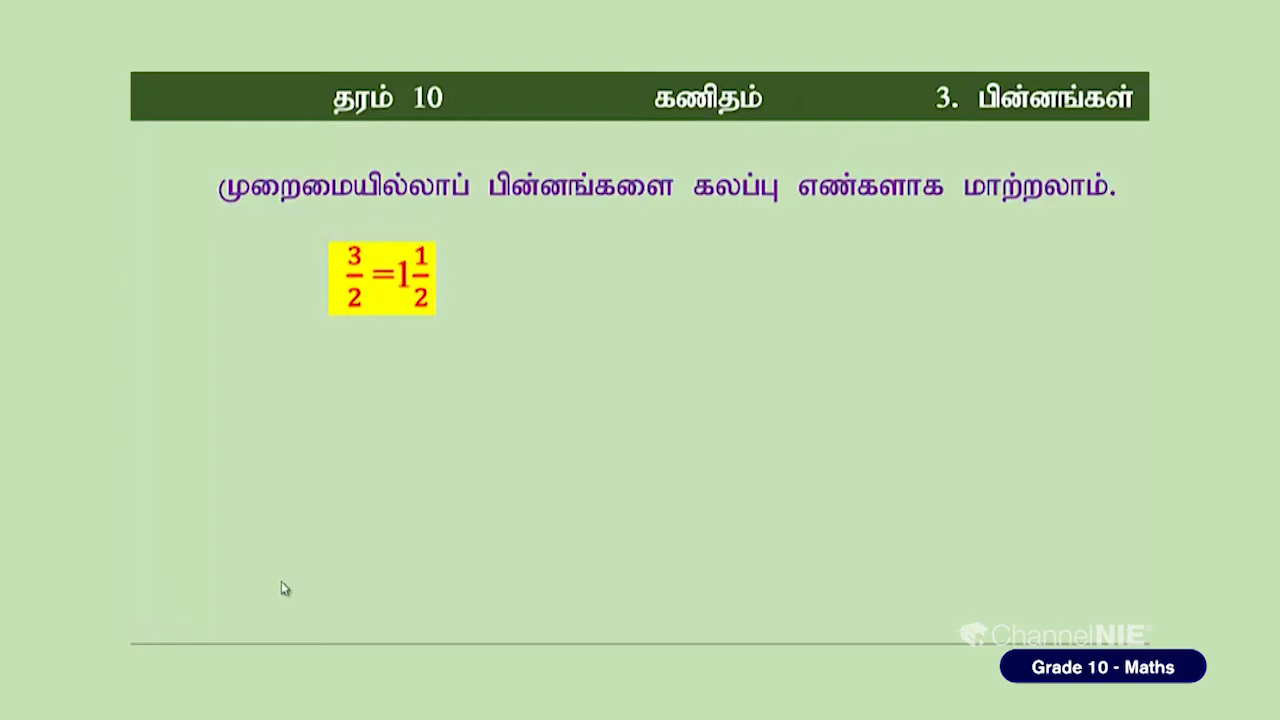 தரம் 10 கணிதம் 3. பின்னங்கள்
முறைமையில்லாப் பின்னங்களை கலப்பு எண்களாக மாற்றலாம்.
3/2 =1 1/2
ChannelNIE
Grade 10 - Maths